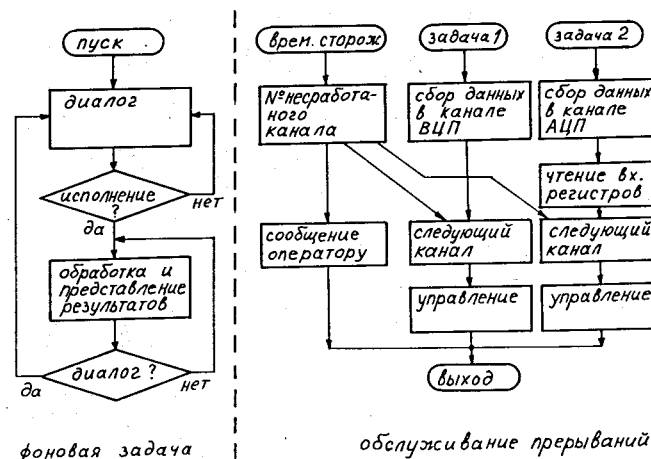 пуск
диалог
исполнение
?
нет
да
обработка и
представление
результатов
диалог ?
да
нет
фоновая задача
врем. сторож
№ несработа-
ного
канала
сообщение
оператору
задача 1
сбор данных
в канале
ВЦП
следующий
канал
управление
задача 2
сбор данных
в канале
АЦП
чтение вх.
регистров
следующий
канал
управление
выход
обслуживание прерываний